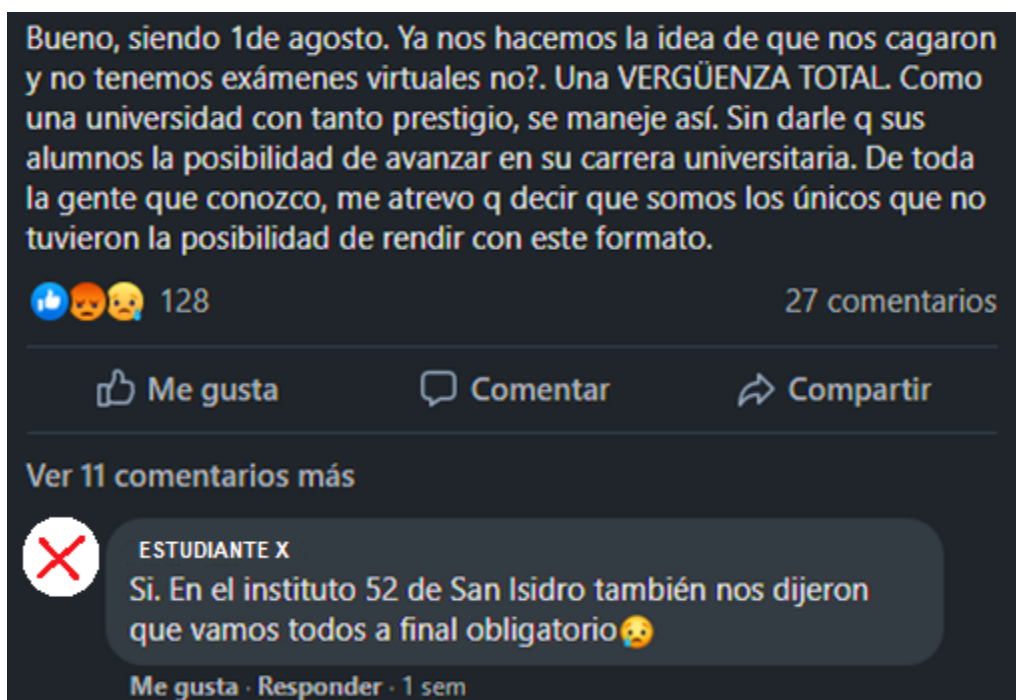 Bueno, siendo 1de agosto. Ya nos hacemos la idea de que nos cagaron
y no tenemos exámenes virtuales no?. Una VERGÜENZA TOTAL. Como
una universidad con tanto prestigio, se maneje así. Sin darle q sus
alumnos la posibilidad de avanzar en su carrera universitaria. De toda
la gente que conozco, me atrevo q decir que somos los únicos que no
tuvieron la posibilidad de rendir con este formato.
128
27 comentarios
Me gusta
Comentar
Compartir
Ver 11 comentarios más
ESTUDIANTE X
Si. En el instituto 52 de San Isidro también nos dijeron
que vamos todos a final obligatorio😥
Me gusta · Responder · 1 sem